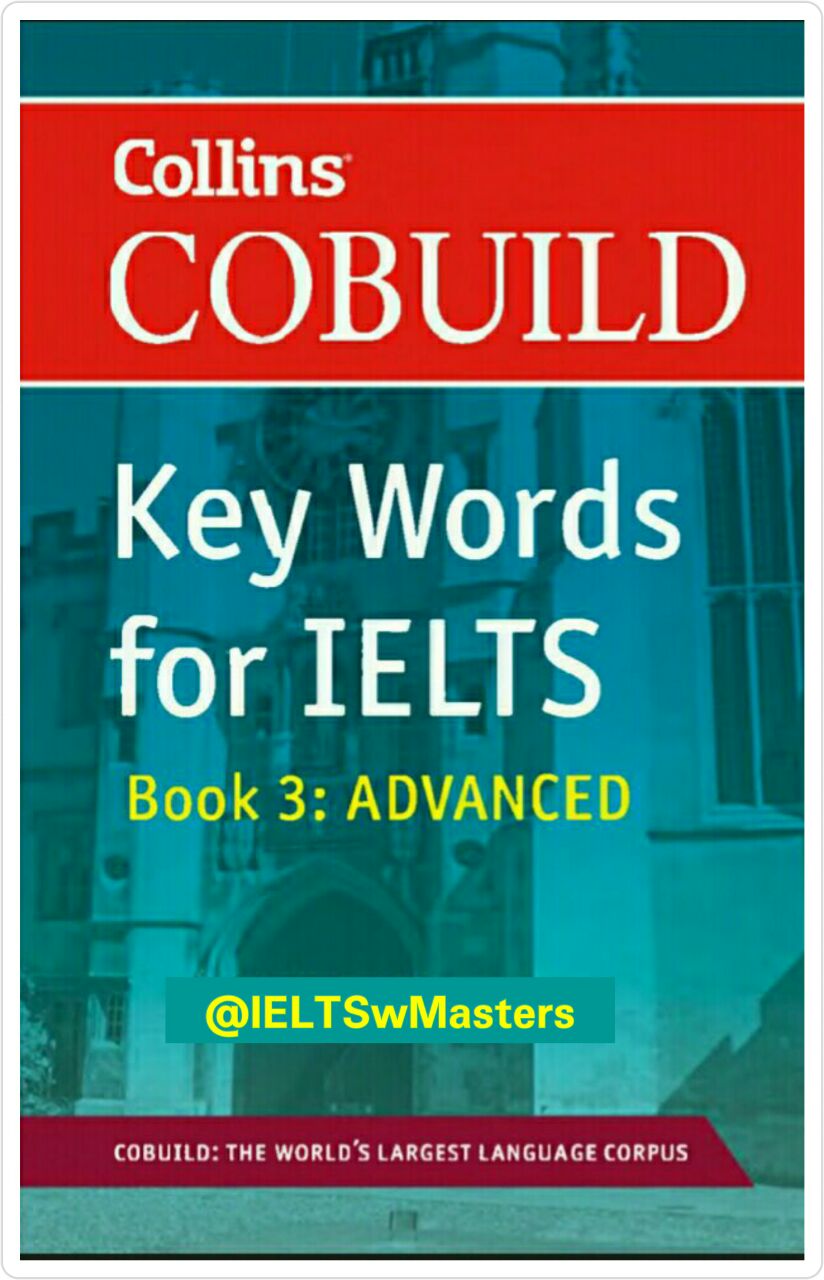 Collins
COBUILD
Key Words
for IELTS
Book 3: ADVANCED
@IELTSwMasters
COBUILD: THE WORLD'S LARGEST LANGUAGE CORPUS